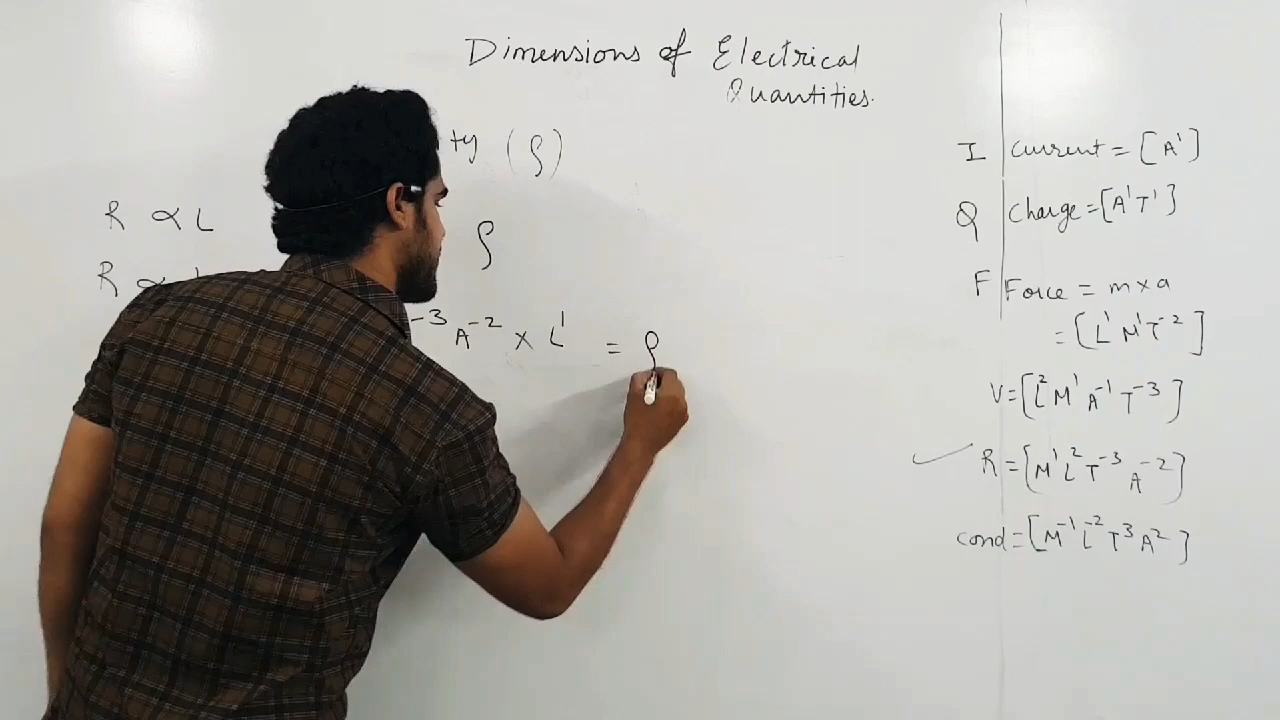 Dimensions of Electrical
Quantities.
ty (ρ)
R ∝ L
R ∝
ρ
⁻³ A⁻² × L¹ = ρ
I Current = [A¹]
Q Charge = [A¹T¹]
F Force = m×a
= [L¹M¹T⁻²]
V = [L²M¹A⁻¹T⁻³]
R = [M¹L²T⁻³A⁻²]
cond = [M⁻¹L⁻²T³A²]